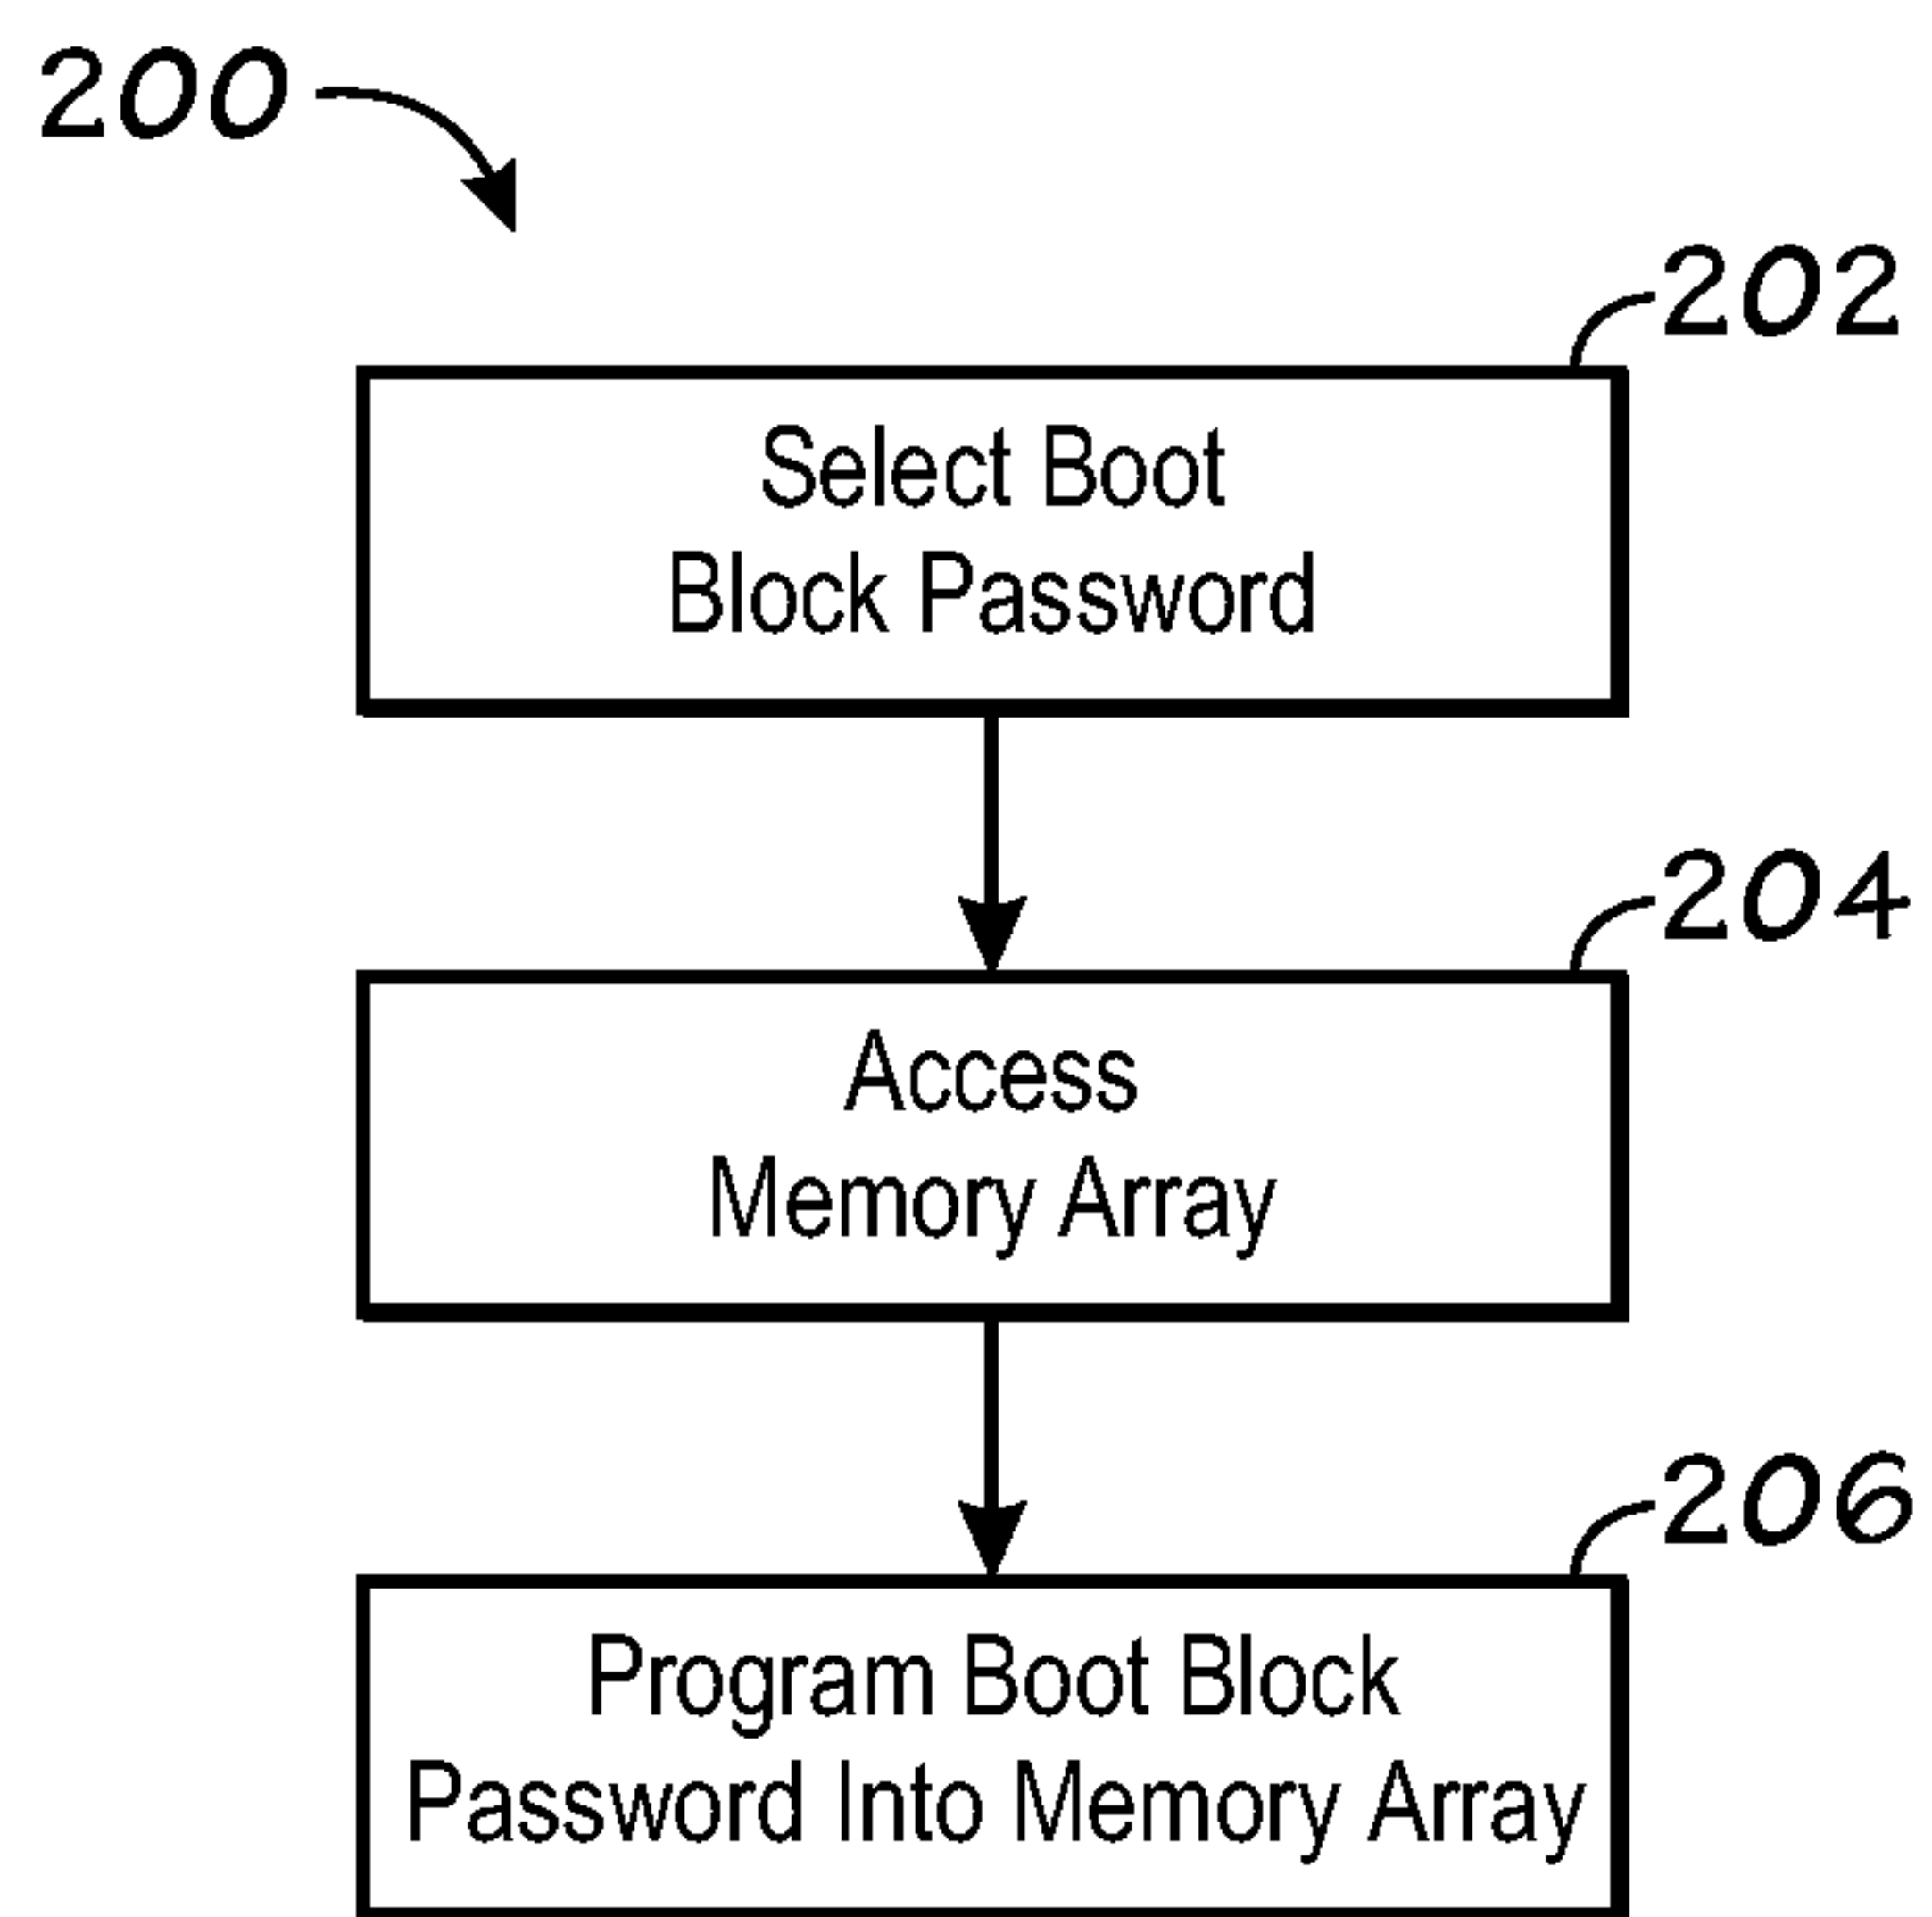 200
202
Select Boot
Block Password
204
Access
Memory Array
206
Program Boot Block
Password Into Memory Array